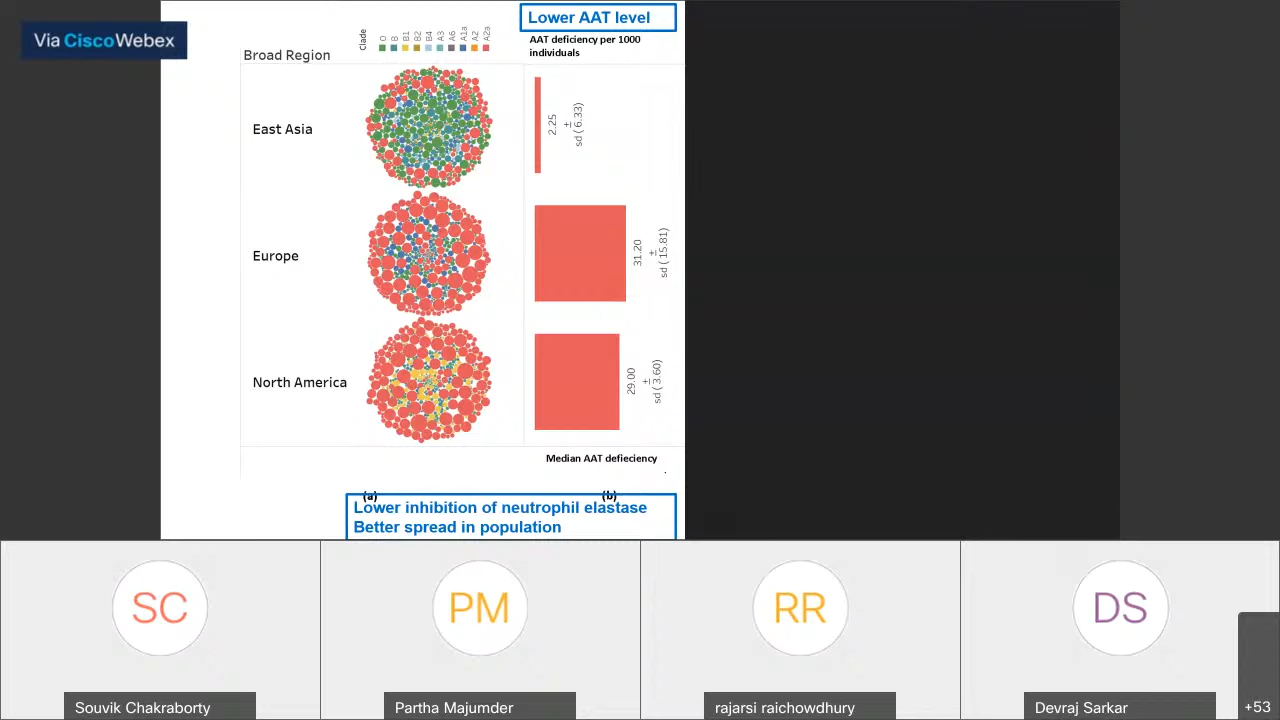 Via Cisco Webex
Lower AAT level
AAT deficiency per 1000
individuals
Clade
O
B
B1
B2
B4
A3
A6
A1a
A2
A2a
Broad Region
East Asia
2.25
±
sd ( 6.33)
Europe
31.20
±
sd ( 15.81)
North America
29.00
±
sd ( 3.60)
Median AAT defieciency
.
(a)
(b)
Lower inhibition of neutrophil elastase
Better spread in population
SC
PM
RR
DS
Souvik Chakraborty
Partha Majumder
rajarsi raichowdhury
Devraj Sarkar
+53